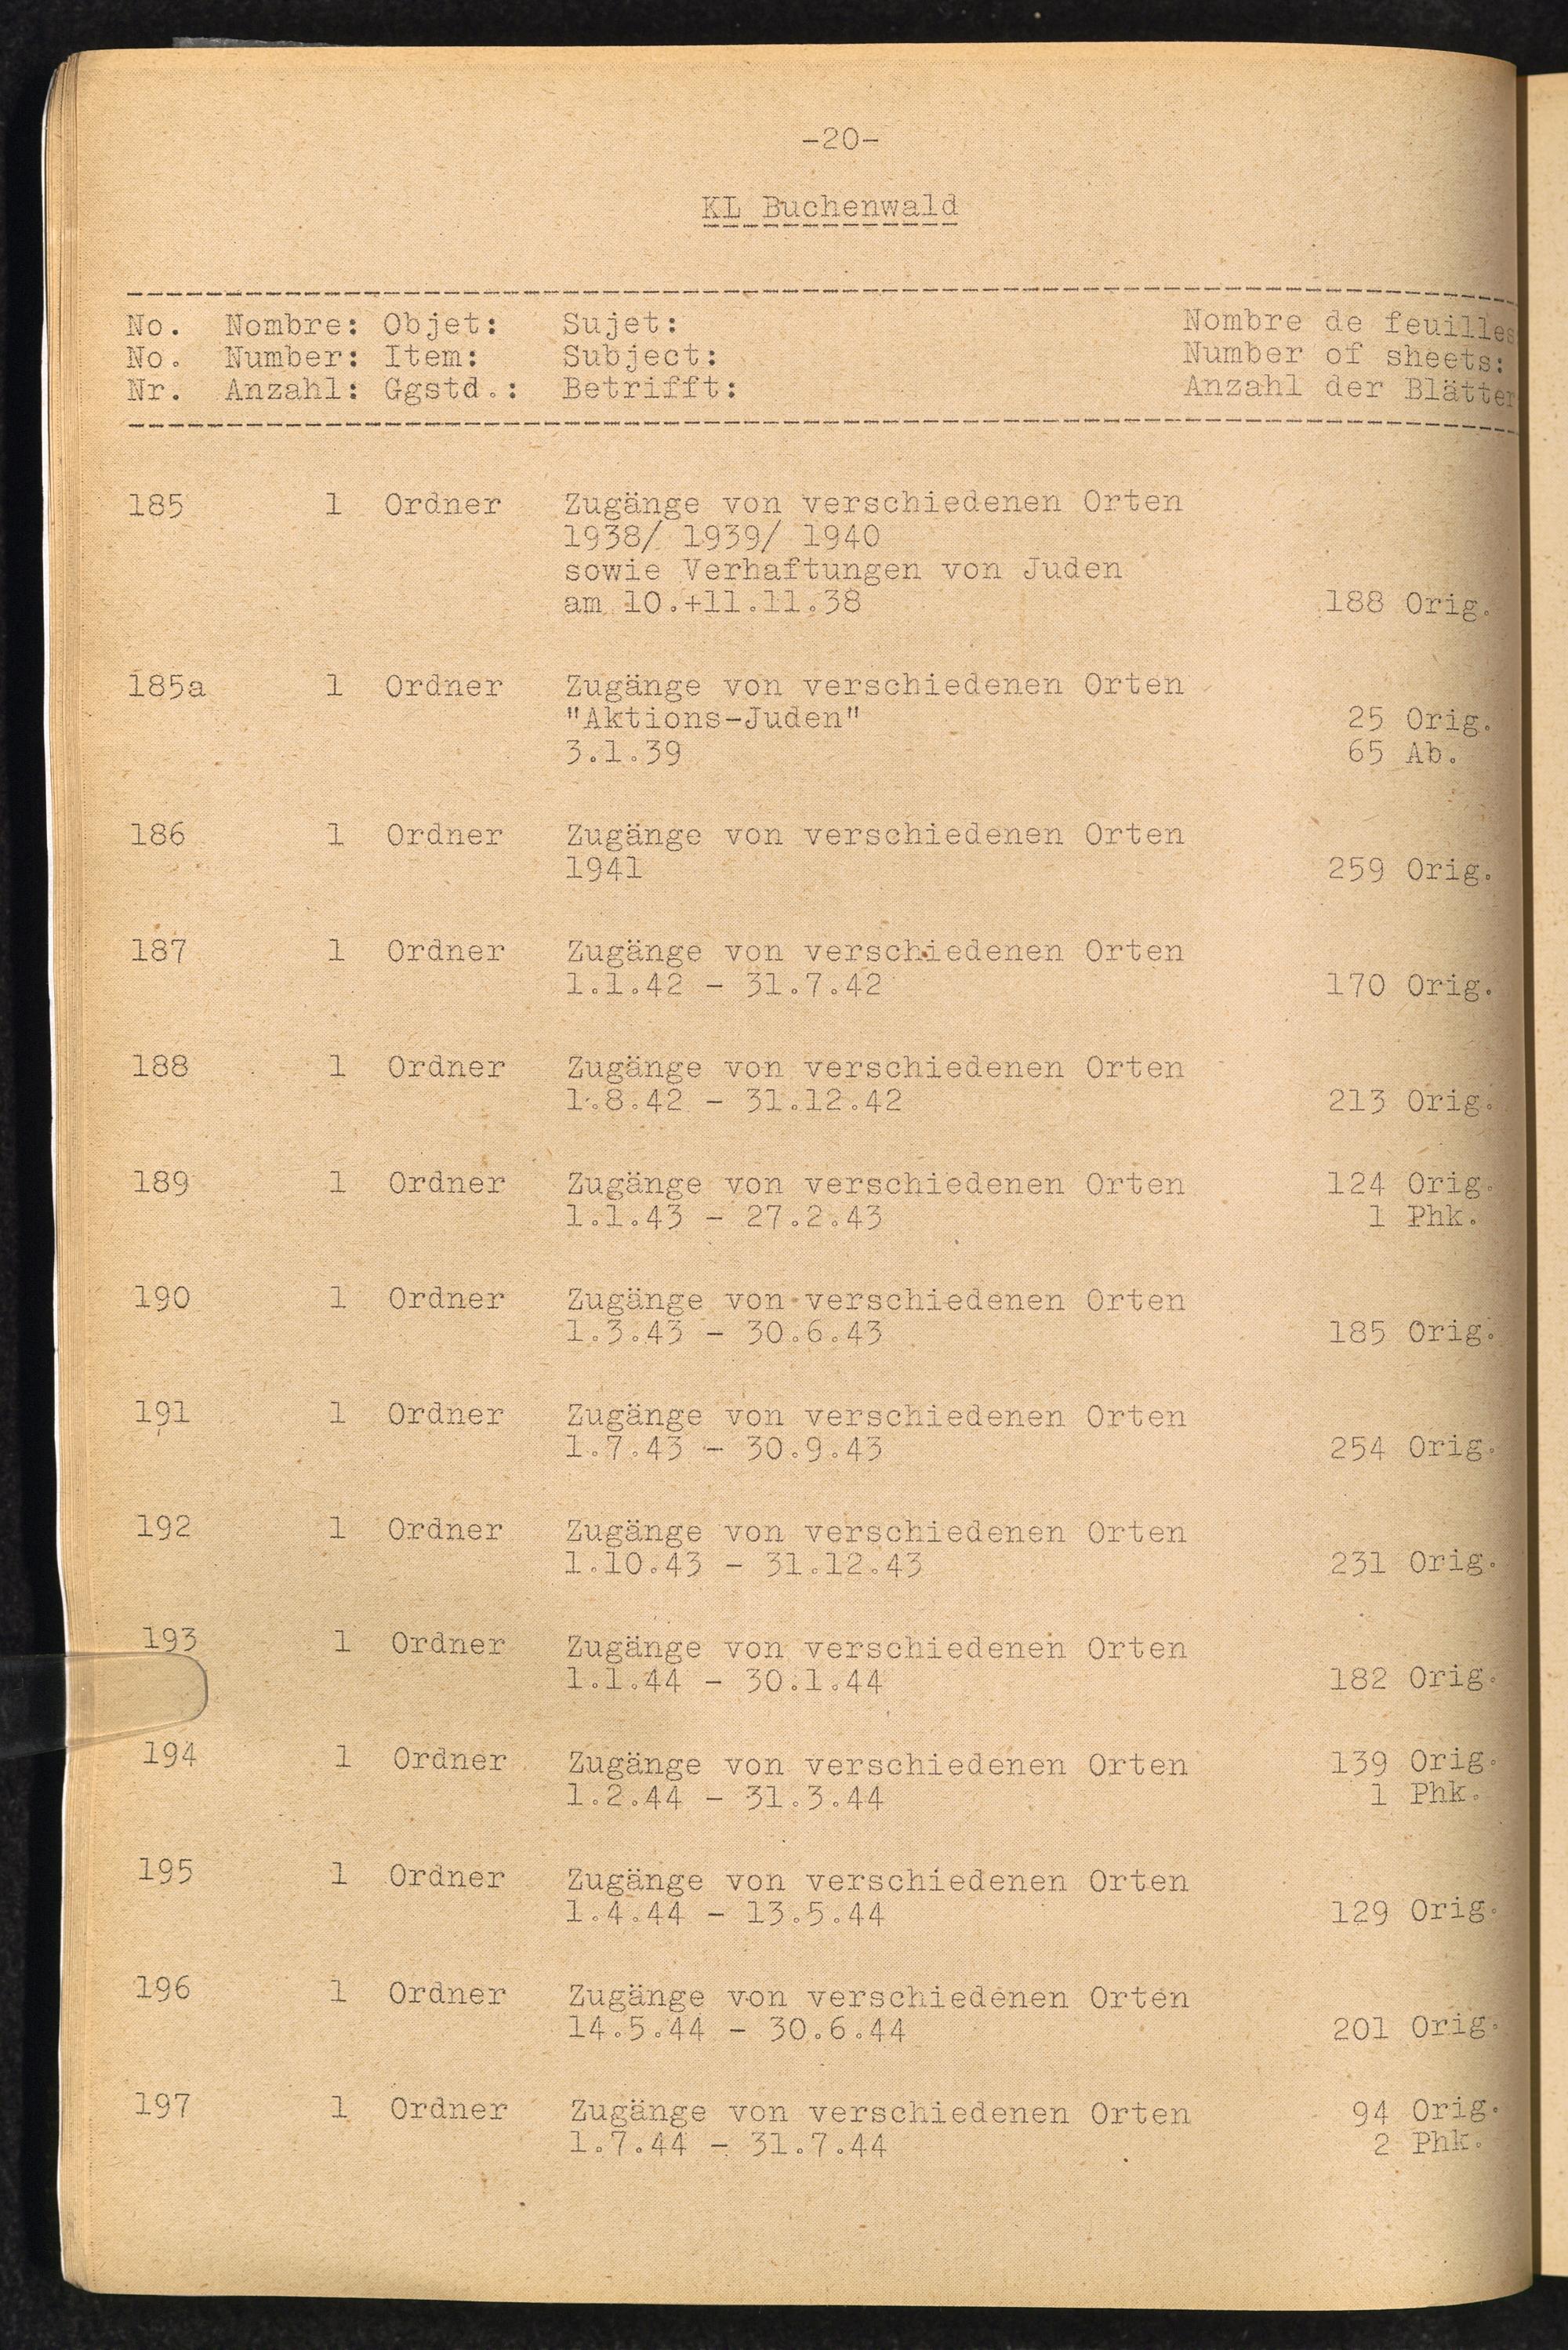 -20-
KL Buchenwald
No. Nombre: Objet: Sujet: Nombre de feuilles
No. Number: Item: Subject: Number of sheets:
Nr. Anzahl: Ggstd.: Betrifft: Anzahl der Blätter
185 1 Ordner Zugänge von verschiedenen Orten
1938/ 1939/ 1940
sowie Verhaftungen von Juden
am 10.+11.11.38 188 Orig.
185a 1 Ordner Zugänge von verschiedenen Orten
"Aktions-Juden" 25 Orig.
3.1.39 65 Ab.
186 1 Ordner Zugänge von verschiedenen Orten
1941 259 Orig.
187 1 Ordner Zugänge von verschiedenen Orten
1.1.42 - 31.7.42 170 Orig.
188 1 Ordner Zugänge von verschiedenen Orten
1.8.42 - 31.12.42 213 Orig.
189 1 Ordner Zugänge von verschiedenen Orten 124 Orig.
1.1.43 - 27.2.43 1 Phk.
190 1 Ordner Zugänge von verschiedenen Orten
1.3.43 - 30.6.43 185 Orig.
191 1 Ordner Zugänge von verschiedenen Orten
1.7.43 - 30.9.43 254 Orig.
192 1 Ordner Zugänge von verschiedenen Orten
1.10.43 - 31.12.43 231 Orig.
193 1 Ordner Zugänge von verschiedenen Orten
1.1.44 - 30.1.44 182 Orig.
194 1 Ordner Zugänge von verschiedenen Orten 139 Orig.
1.2.44 - 31.3.44 1 Phk.
195 1 Ordner Zugänge von verschiedenen Orten
1.4.44 - 13.5.44 129 Orig.
196 1 Ordner Zugänge von verschiedenen Orten
14.5.44 - 30.6.44 201 Orig.
197 1 Ordner Zugänge von verschiedenen Orten 94 Orig.
1.7.44 - 31.7.44 2 Phk.